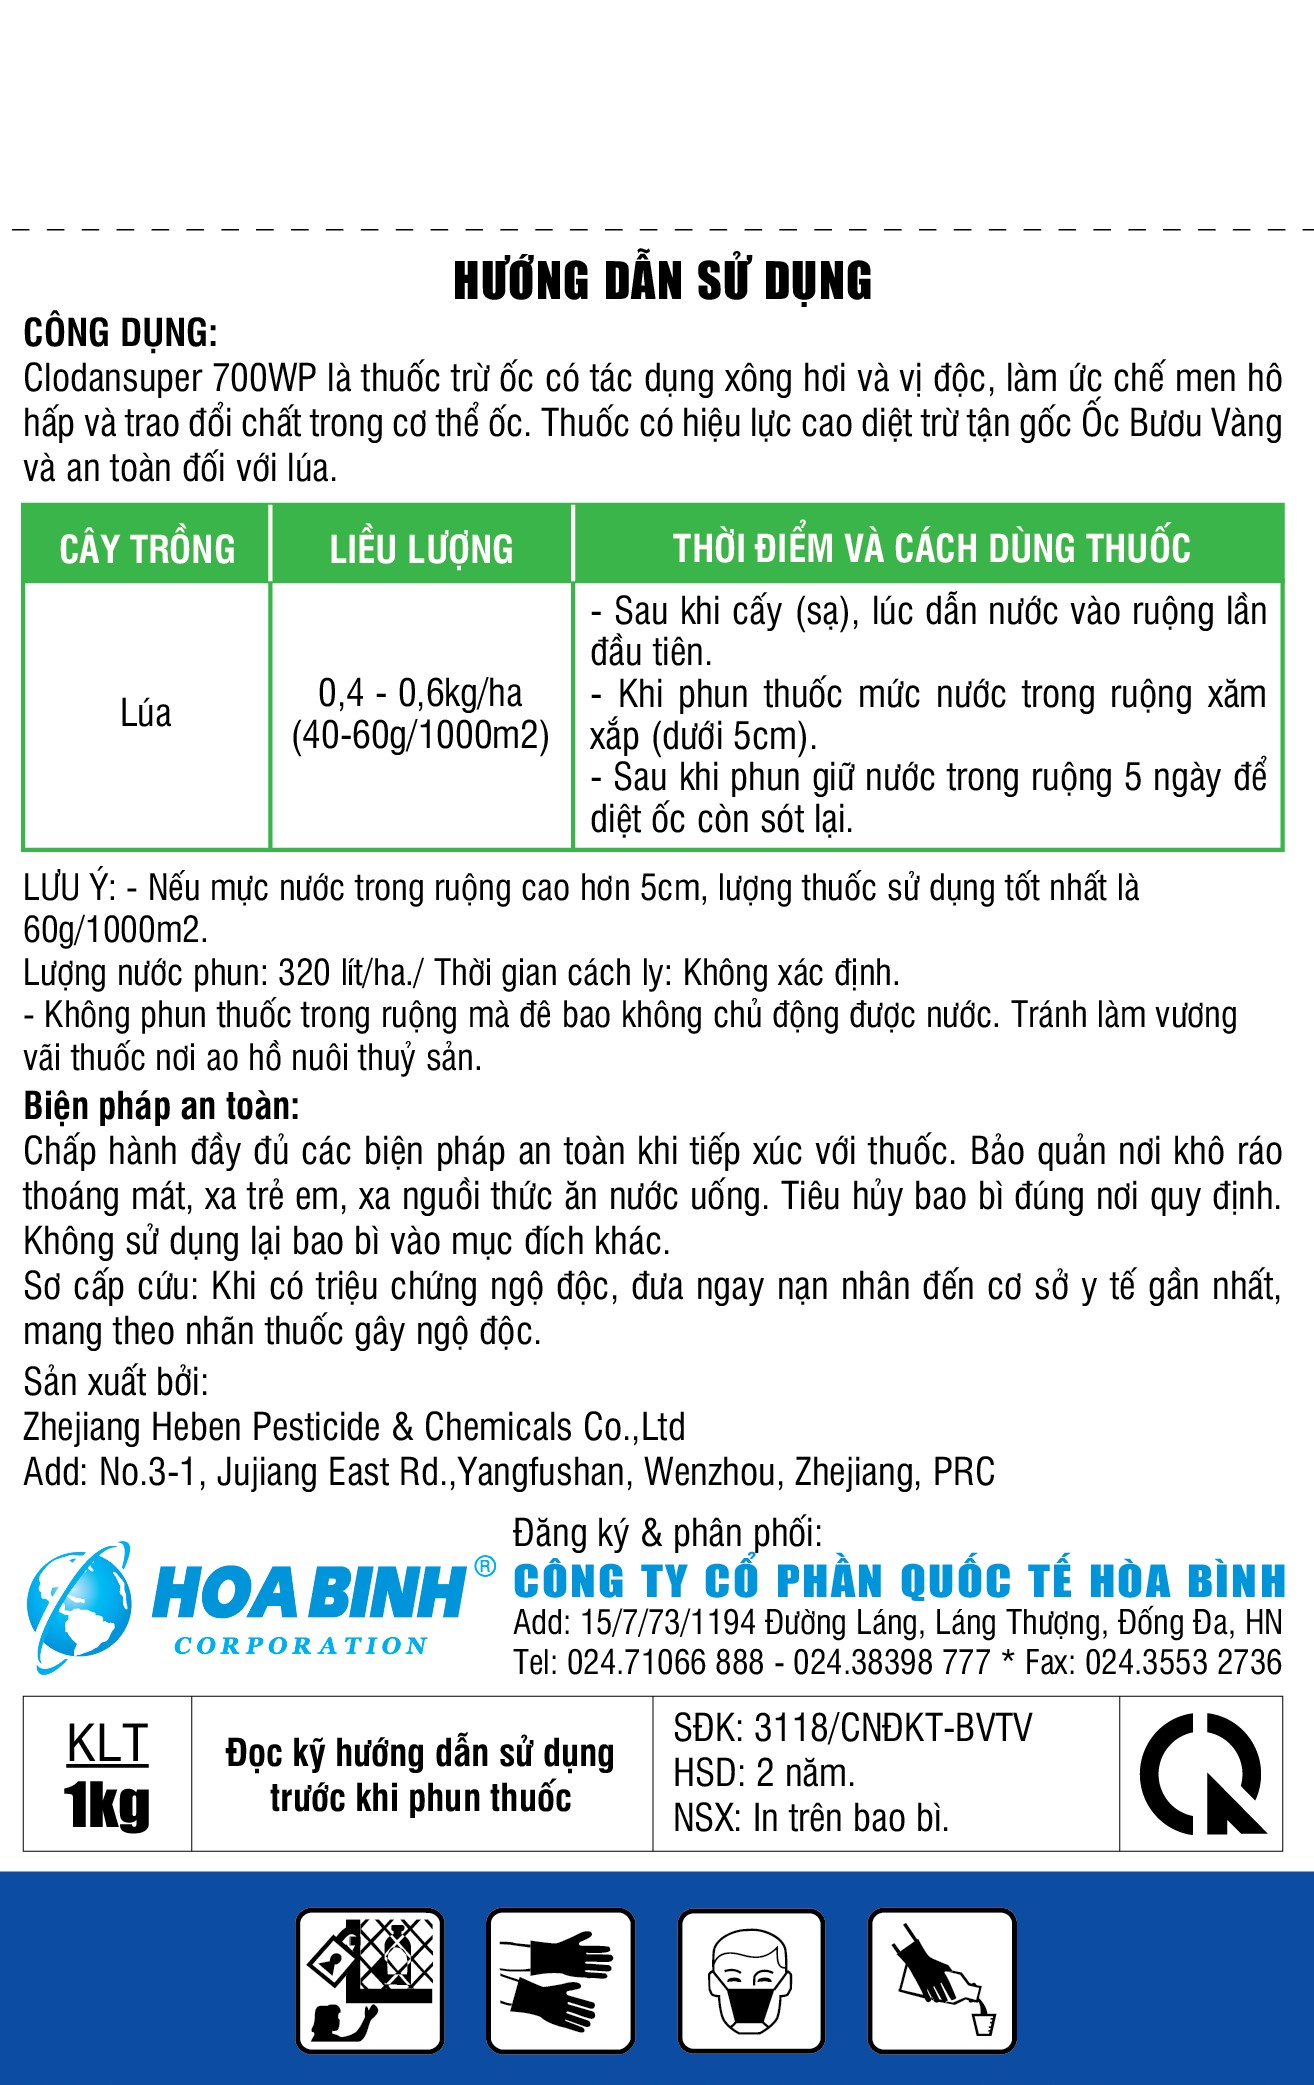 HƯỚNG DẪN SỬ DỤNG
CÔNG DỤNG:
Clodansuper 700WP là thuốc trừ ốc có tác dụng xông hơi và vị độc, làm ức chế men hô
hấp và trao đổi chất trong cơ thể ốc. Thuốc có hiệu lực cao diệt trừ tận gốc Ốc Bươu Vàng
và an toàn đối với lúa.
CÂY TRỒNG
LIỀU LƯỢNG
THỜI ĐIỂM VÀ CÁCH DÙNG THUỐC
Lúa
0,4 - 0,6kg/ha
(40-60g/1000m2)
- Sau khi cấy (sạ), lúc dẫn nước vào ruộng lần
đầu tiên.
- Khi phun thuốc mức nước trong ruộng xăm
xắp (dưới 5cm).
- Sau khi phun giữ nước trong ruộng 5 ngày để
diệt ốc còn sót lại.
LƯU Ý: - Nếu mực nước trong ruộng cao hơn 5cm, lượng thuốc sử dụng tốt nhất là
60g/1000m2.
Lượng nước phun: 320 lít/ha./ Thời gian cách ly: Không xác định.
- Không phun thuốc trong ruộng mà đê bao không chủ động được nước. Tránh làm vương
vãi thuốc nơi ao hồ nuôi thuỷ sản.
Biện pháp an toàn:
Chấp hành đầy đủ các biện pháp an toàn khi tiếp xúc với thuốc. Bảo quản nơi khô ráo
thoáng mát, xa trẻ em, xa nguồi thức ăn nước uống. Tiêu hủy bao bì đúng nơi quy định.
Không sử dụng lại bao bì vào mục đích khác.
Sơ cấp cứu: Khi có triệu chứng ngộ độc, đưa ngay nạn nhân đến cơ sở y tế gần nhất,
mang theo nhãn thuốc gây ngộ độc.
Sản xuất bởi:
Zhejiang Heben Pesticide & Chemicals Co.,Ltd
Add: No.3-1, Jujiang East Rd.,Yangfushan, Wenzhou, Zhejiang, PRC
HOA BINH ®
CORPORATION
Đăng ký & phân phối:
CÔNG TY CỔ PHẦN QUỐC TẾ HÒA BÌNH
Add: 15/7/73/1194 Đường Láng, Láng Thượng, Đống Đa, HN
Tel: 024.71066 888 - 024.38398 777 * Fax: 024.3553 2736
KLT
1kg
Đọc kỹ hướng dẫn sử dụng
trước khi phun thuốc
SĐK: 3118/CNĐKT-BVTV
HSD: 2 năm.
NSX: In trên bao bì.